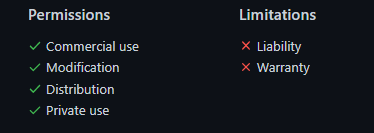 Permissions
Commercial use
Modification
Distribution
Private use
Limitations
Liability
Warranty